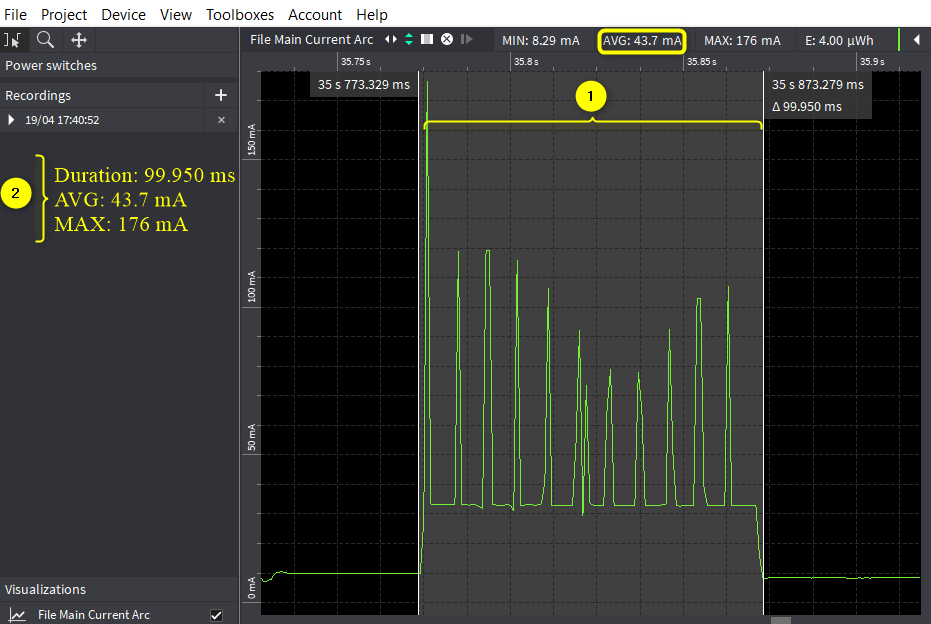 File Project Device View Toolboxes Account Help
File Main Current Arc MIN: 8.29 mA AVG: 43.7 mA MAX: 176 mA E: 4.00 µWh
Power switches
35.75 s 35.8 s 35.85 s 35.9 s
Recordings +
35 s 773.329 ms 35 s 873.279 ms
Δ 99.950 ms
1
19/04 17:40:52 ×
150 mA
2
Duration: 99.950 ms
AVG: 43.7 mA
MAX: 176 mA
100 mA
50 mA
0 mA
Visualizations
File Main Current Arc